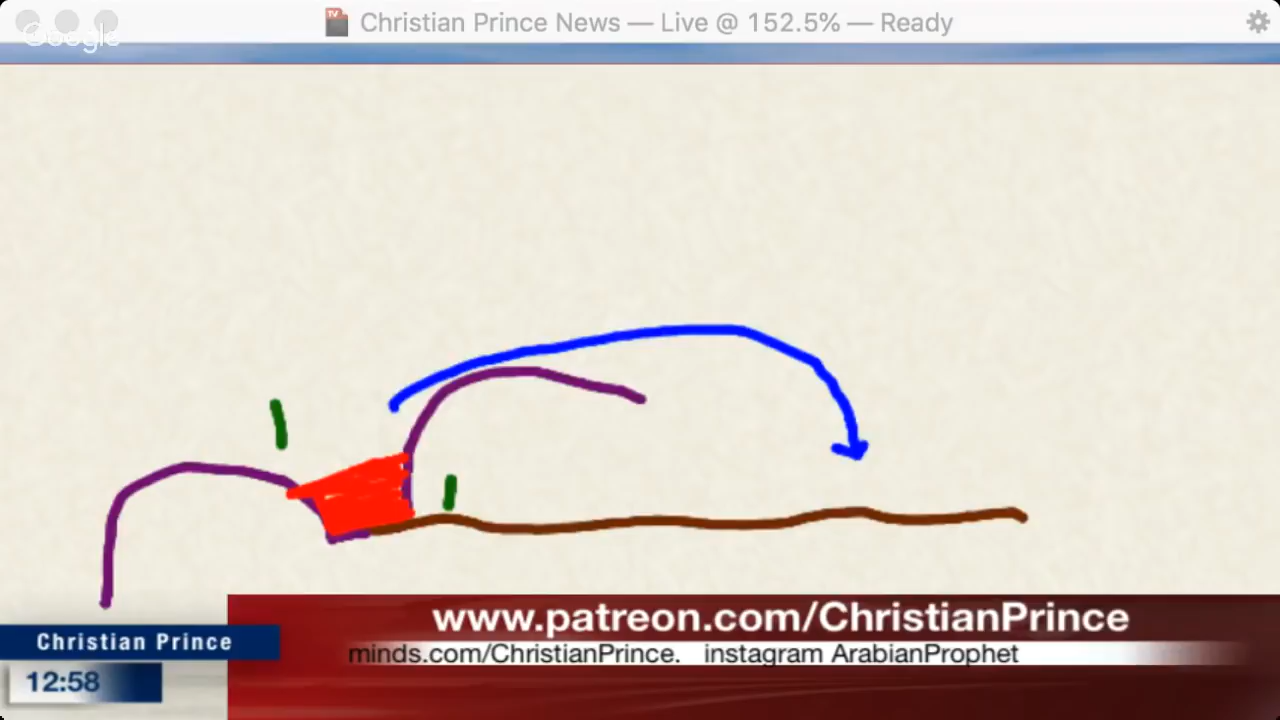 Christian Prince News — Live @ 152.5% — Ready
Google
www.patreon.com/ChristianPrince
Christian Prince
minds.com/ChristianPrince. instagram ArabianProphet
12:58